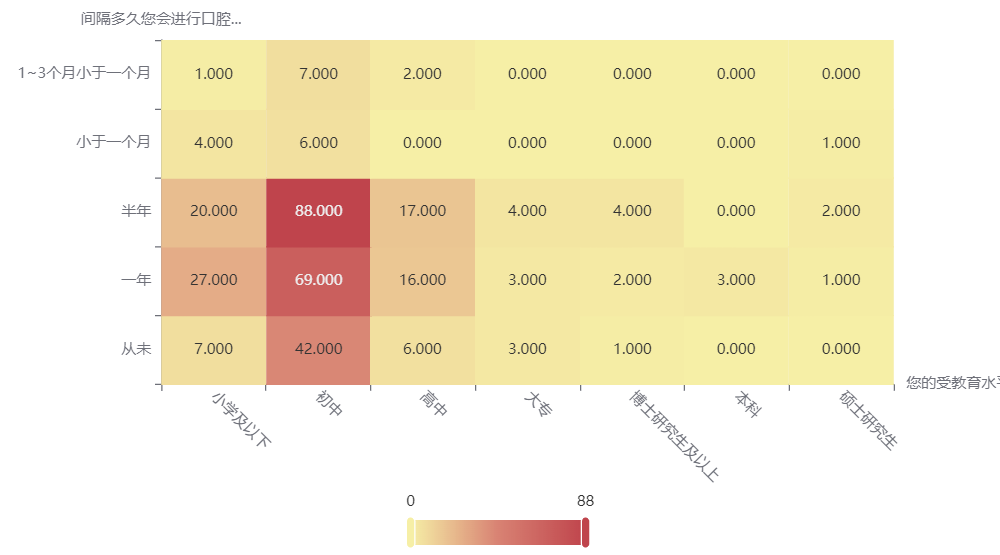 间隔多久您会进行口腔...
1~3个月小于一个月 1.000 7.000 2.000 0.000 0.000 0.000 0.000
小于一个月 4.000 6.000 0.000 0.000 0.000 0.000 1.000
半年 20.000 88.000 17.000 4.000 4.000 0.000 2.000
一年 27.000 69.000 16.000 3.000 2.000 3.000 1.000
从未 7.000 42.000 6.000 3.000 1.000 0.000 0.000
您的受教育水平
小学及以下 初中 高中 大专 博士研究生及以上 本科 硕士研究生
0 88